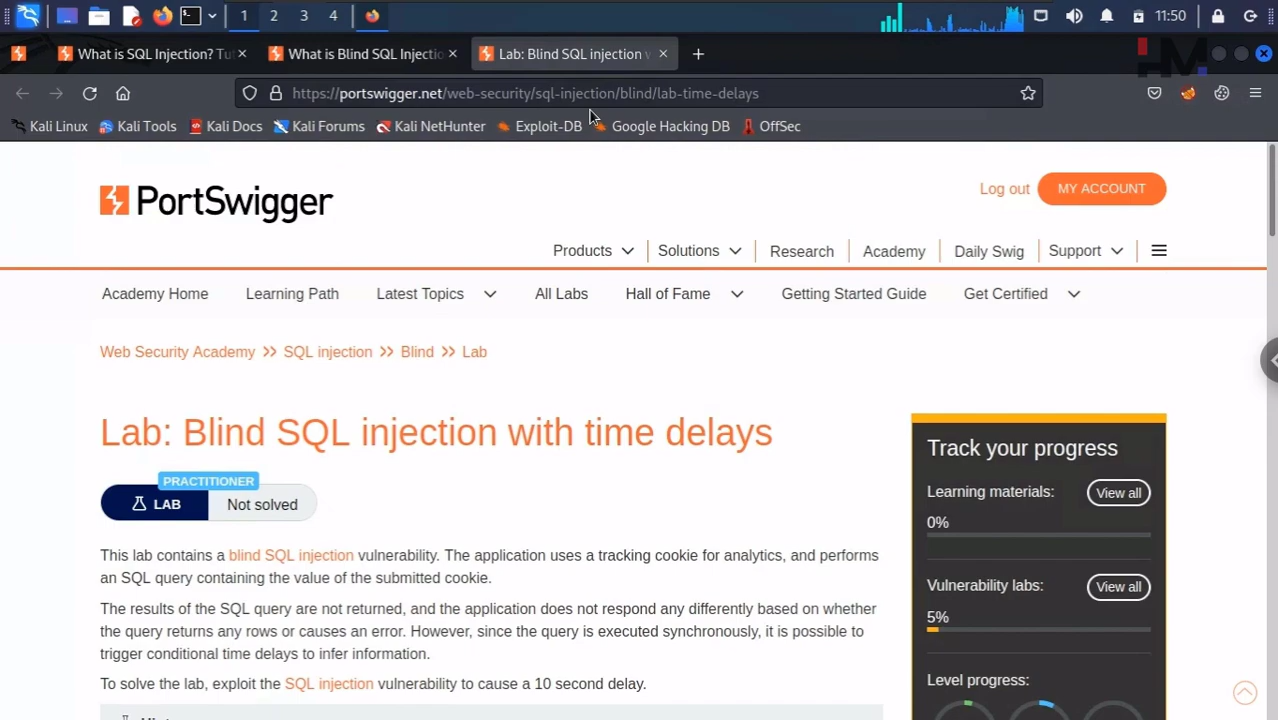 1 2 3 4 11:50
What is SQL Injection? Tut What is Blind SQL Injectio Lab: Blind SQL injection w
HM
https://portswigger.net/web-security/sql-injection/blind/lab-time-delays
Kali Linux Kali Tools Kali Docs Kali Forums Kali NetHunter Exploit-DB Google Hacking DB OffSec
PortSwigger
Log out MY ACCOUNT
Products Solutions Research Academy Daily Swig Support
Academy Home Learning Path Latest Topics All Labs Hall of Fame Getting Started Guide Get Certified
Web Security Academy >> SQL injection >> Blind >> Lab
Lab: Blind SQL injection with time delays
PRACTITIONER
LAB Not solved
This lab contains a blind SQL injection vulnerability. The application uses a tracking cookie for analytics, and performs
an SQL query containing the value of the submitted cookie.
The results of the SQL query are not returned, and the application does not respond any differently based on whether
the query returns any rows or causes an error. However, since the query is executed synchronously, it is possible to
trigger conditional time delays to infer information.
To solve the lab, exploit the SQL injection vulnerability to cause a 10 second delay.
Track your progress
Learning materials: View all
0%
Vulnerability labs: View all
5%
Level progress: